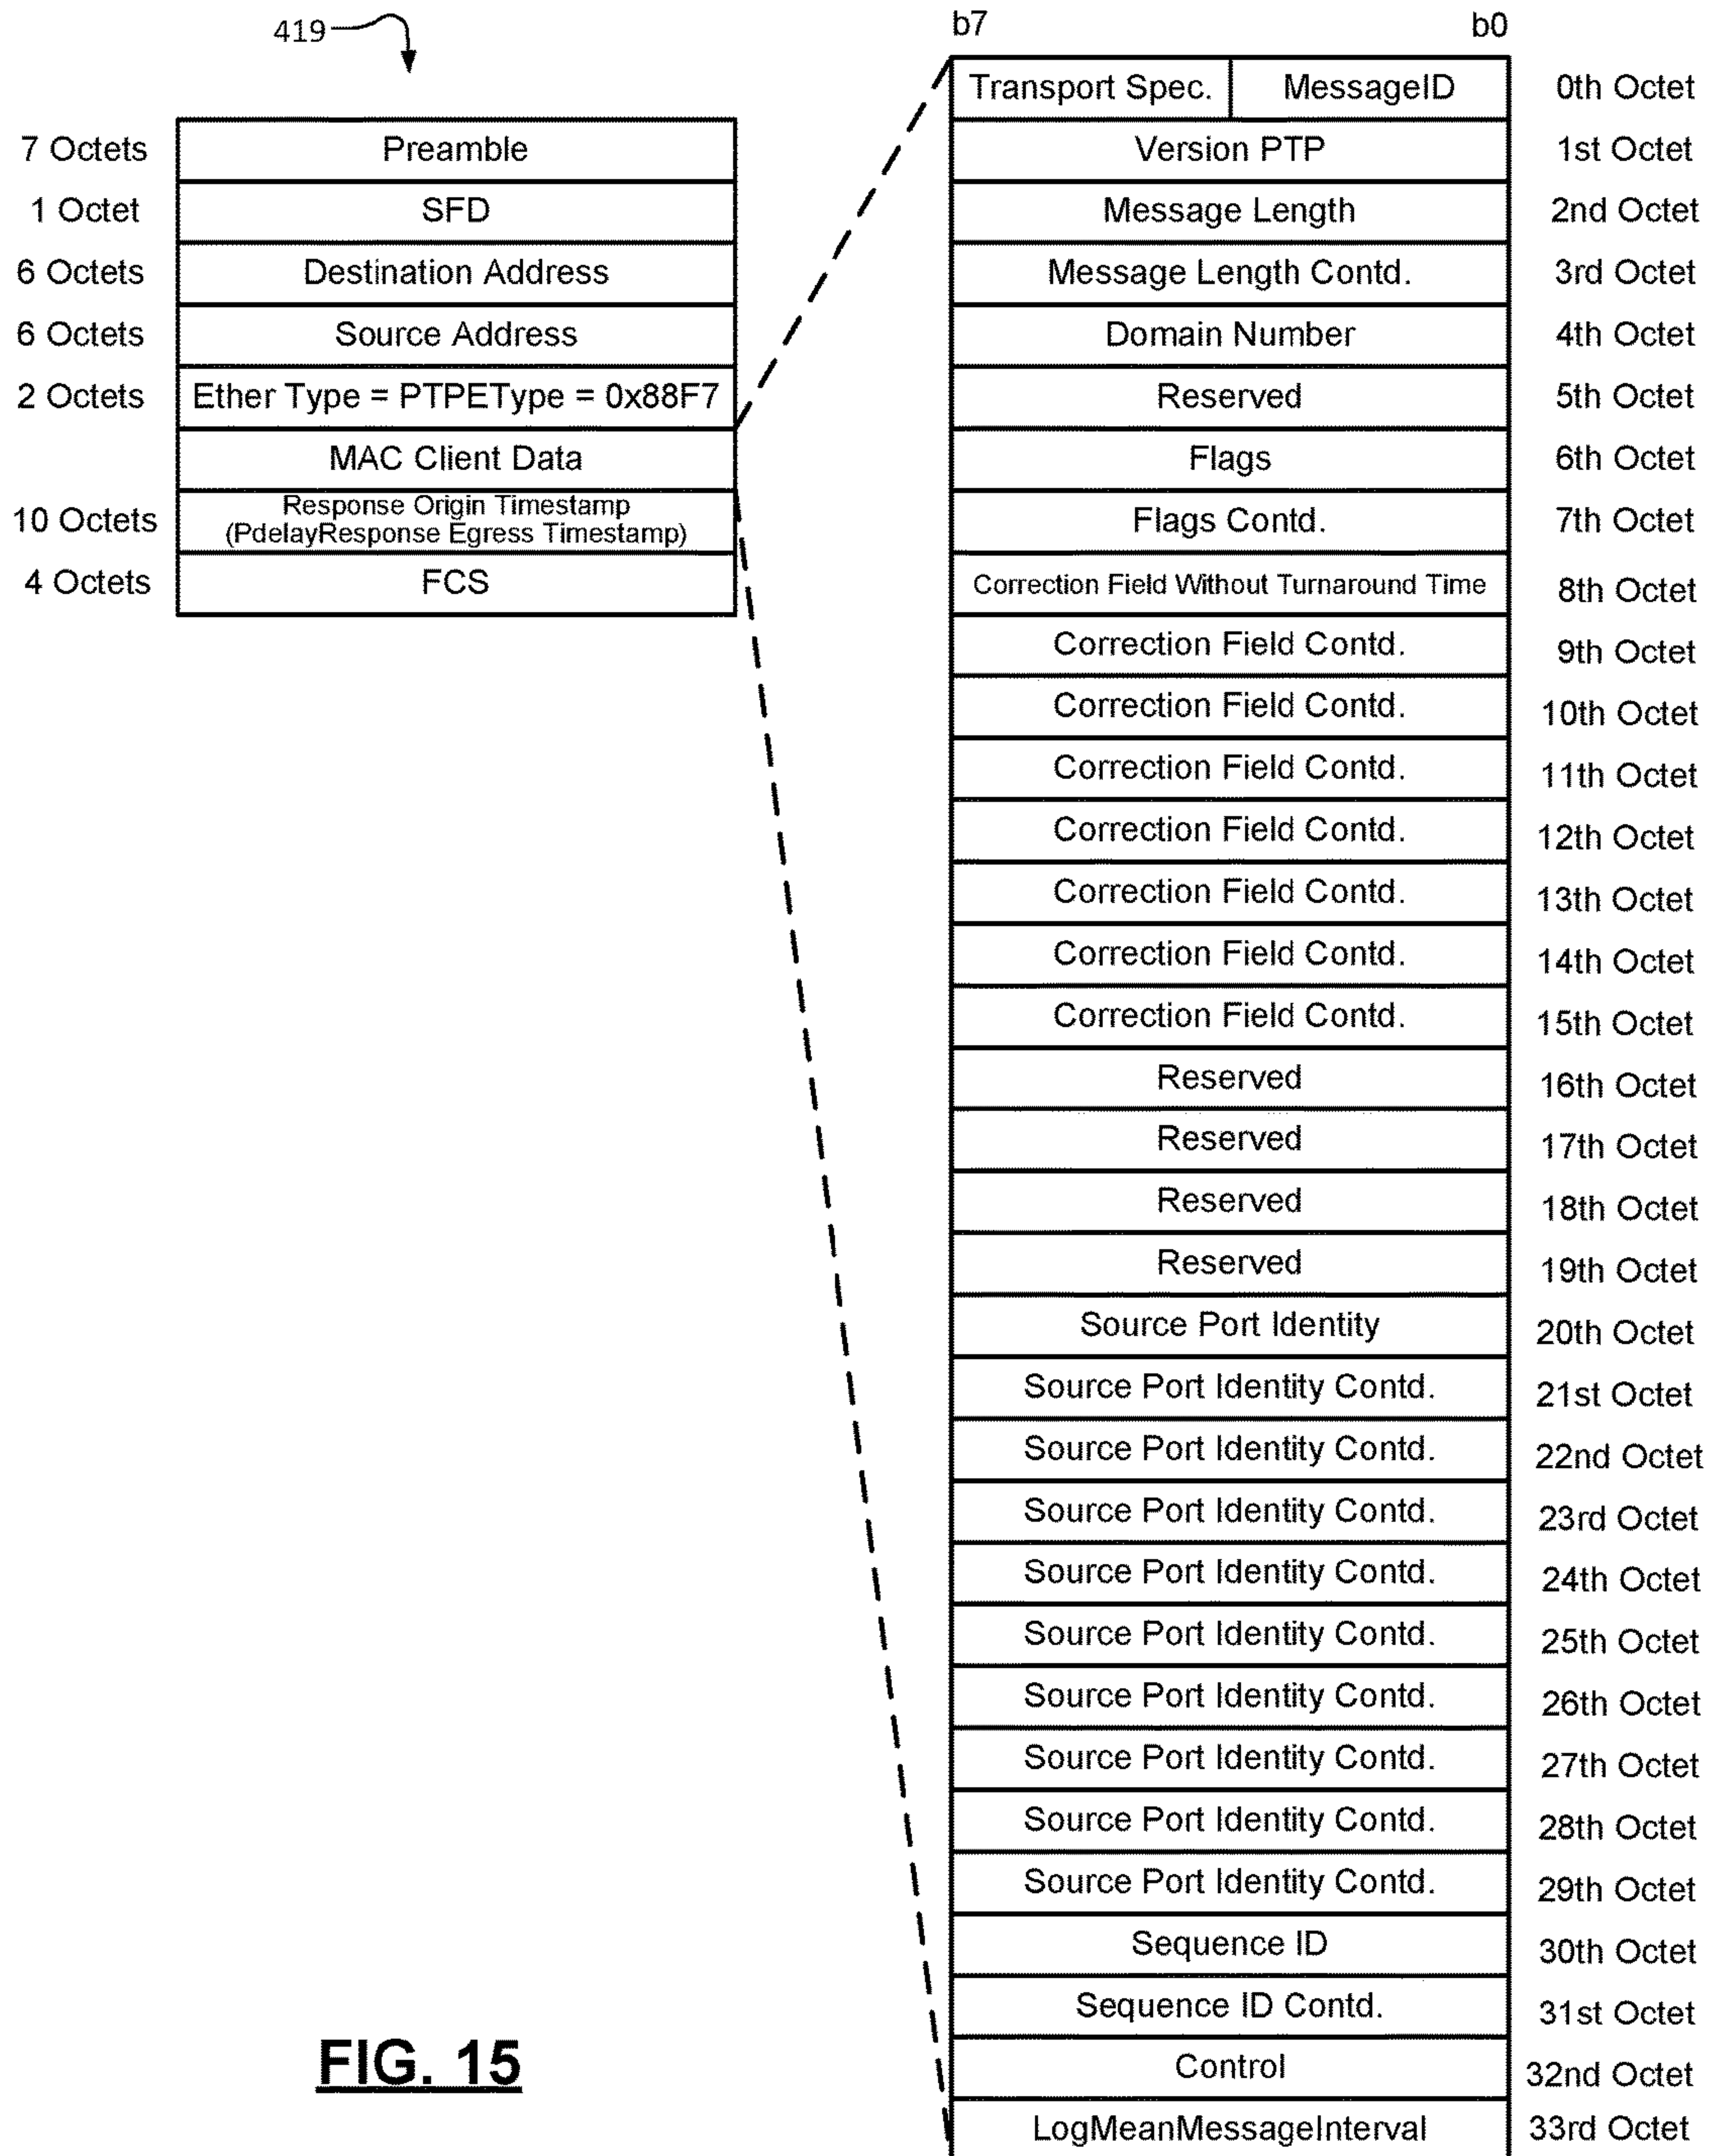 419
7 Octets Preamble
1 Octet SFD
6 Octets Destination Address
6 Octets Source Address
2 Octets Ether Type = PTPEType = 0x88F7
MAC Client Data
10 Octets Response Origin Timestamp
(PdelayResponse Egress Timestamp)
4 Octets FCS
b7 b0
Transport Spec. MessageID 0th Octet
Version PTP 1st Octet
Message Length 2nd Octet
Message Length Contd. 3rd Octet
Domain Number 4th Octet
Reserved 5th Octet
Flags 6th Octet
Flags Contd. 7th Octet
Correction Field Without Turnaround Time 8th Octet
Correction Field Contd. 9th Octet
Correction Field Contd. 10th Octet
Correction Field Contd. 11th Octet
Correction Field Contd. 12th Octet
Correction Field Contd. 13th Octet
Correction Field Contd. 14th Octet
Correction Field Contd. 15th Octet
Reserved 16th Octet
Reserved 17th Octet
Reserved 18th Octet
Reserved 19th Octet
Source Port Identity 20th Octet
Source Port Identity Contd. 21st Octet
Source Port Identity Contd. 22nd Octet
Source Port Identity Contd. 23rd Octet
Source Port Identity Contd. 24th Octet
Source Port Identity Contd. 25th Octet
Source Port Identity Contd. 26th Octet
Source Port Identity Contd. 27th Octet
Source Port Identity Contd. 28th Octet
Source Port Identity Contd. 29th Octet
Sequence ID 30th Octet
Sequence ID Contd. 31st Octet
Control 32nd Octet
LogMeanMessageInterval 33rd Octet
FIG. 15